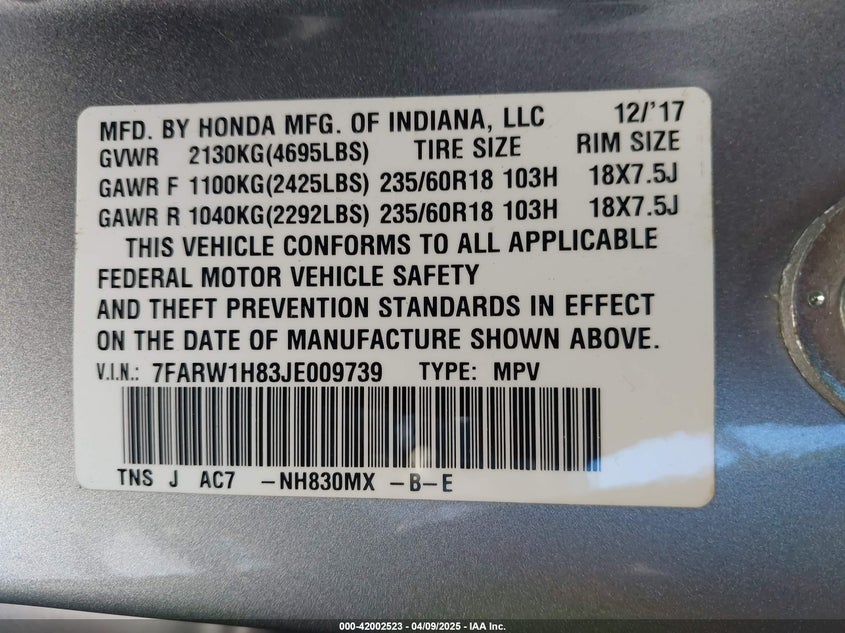 MFD. BY HONDA MFG. OF INDIANA, LLC 12/'17
GVWR 2130KG(4695LBS) TIRE SIZE RIM SIZE
GAWR F 1100KG(2425LBS) 235/60R18 103H 18X7.5J
GAWR R 1040KG(2292LBS) 235/60R18 103H 18X7.5J
THIS VEHICLE CONFORMS TO ALL APPLICABLE
FEDERAL MOTOR VEHICLE SAFETY
AND THEFT PREVENTION STANDARDS IN EFFECT
ON THE DATE OF MANUFACTURE SHOWN ABOVE.
V.I.N.: 7FARW1H83JE009739 TYPE: MPV
TNS J AC7 -NH830MX -B-E
000-42002523 | 04/09/2025 - IAA Inc.